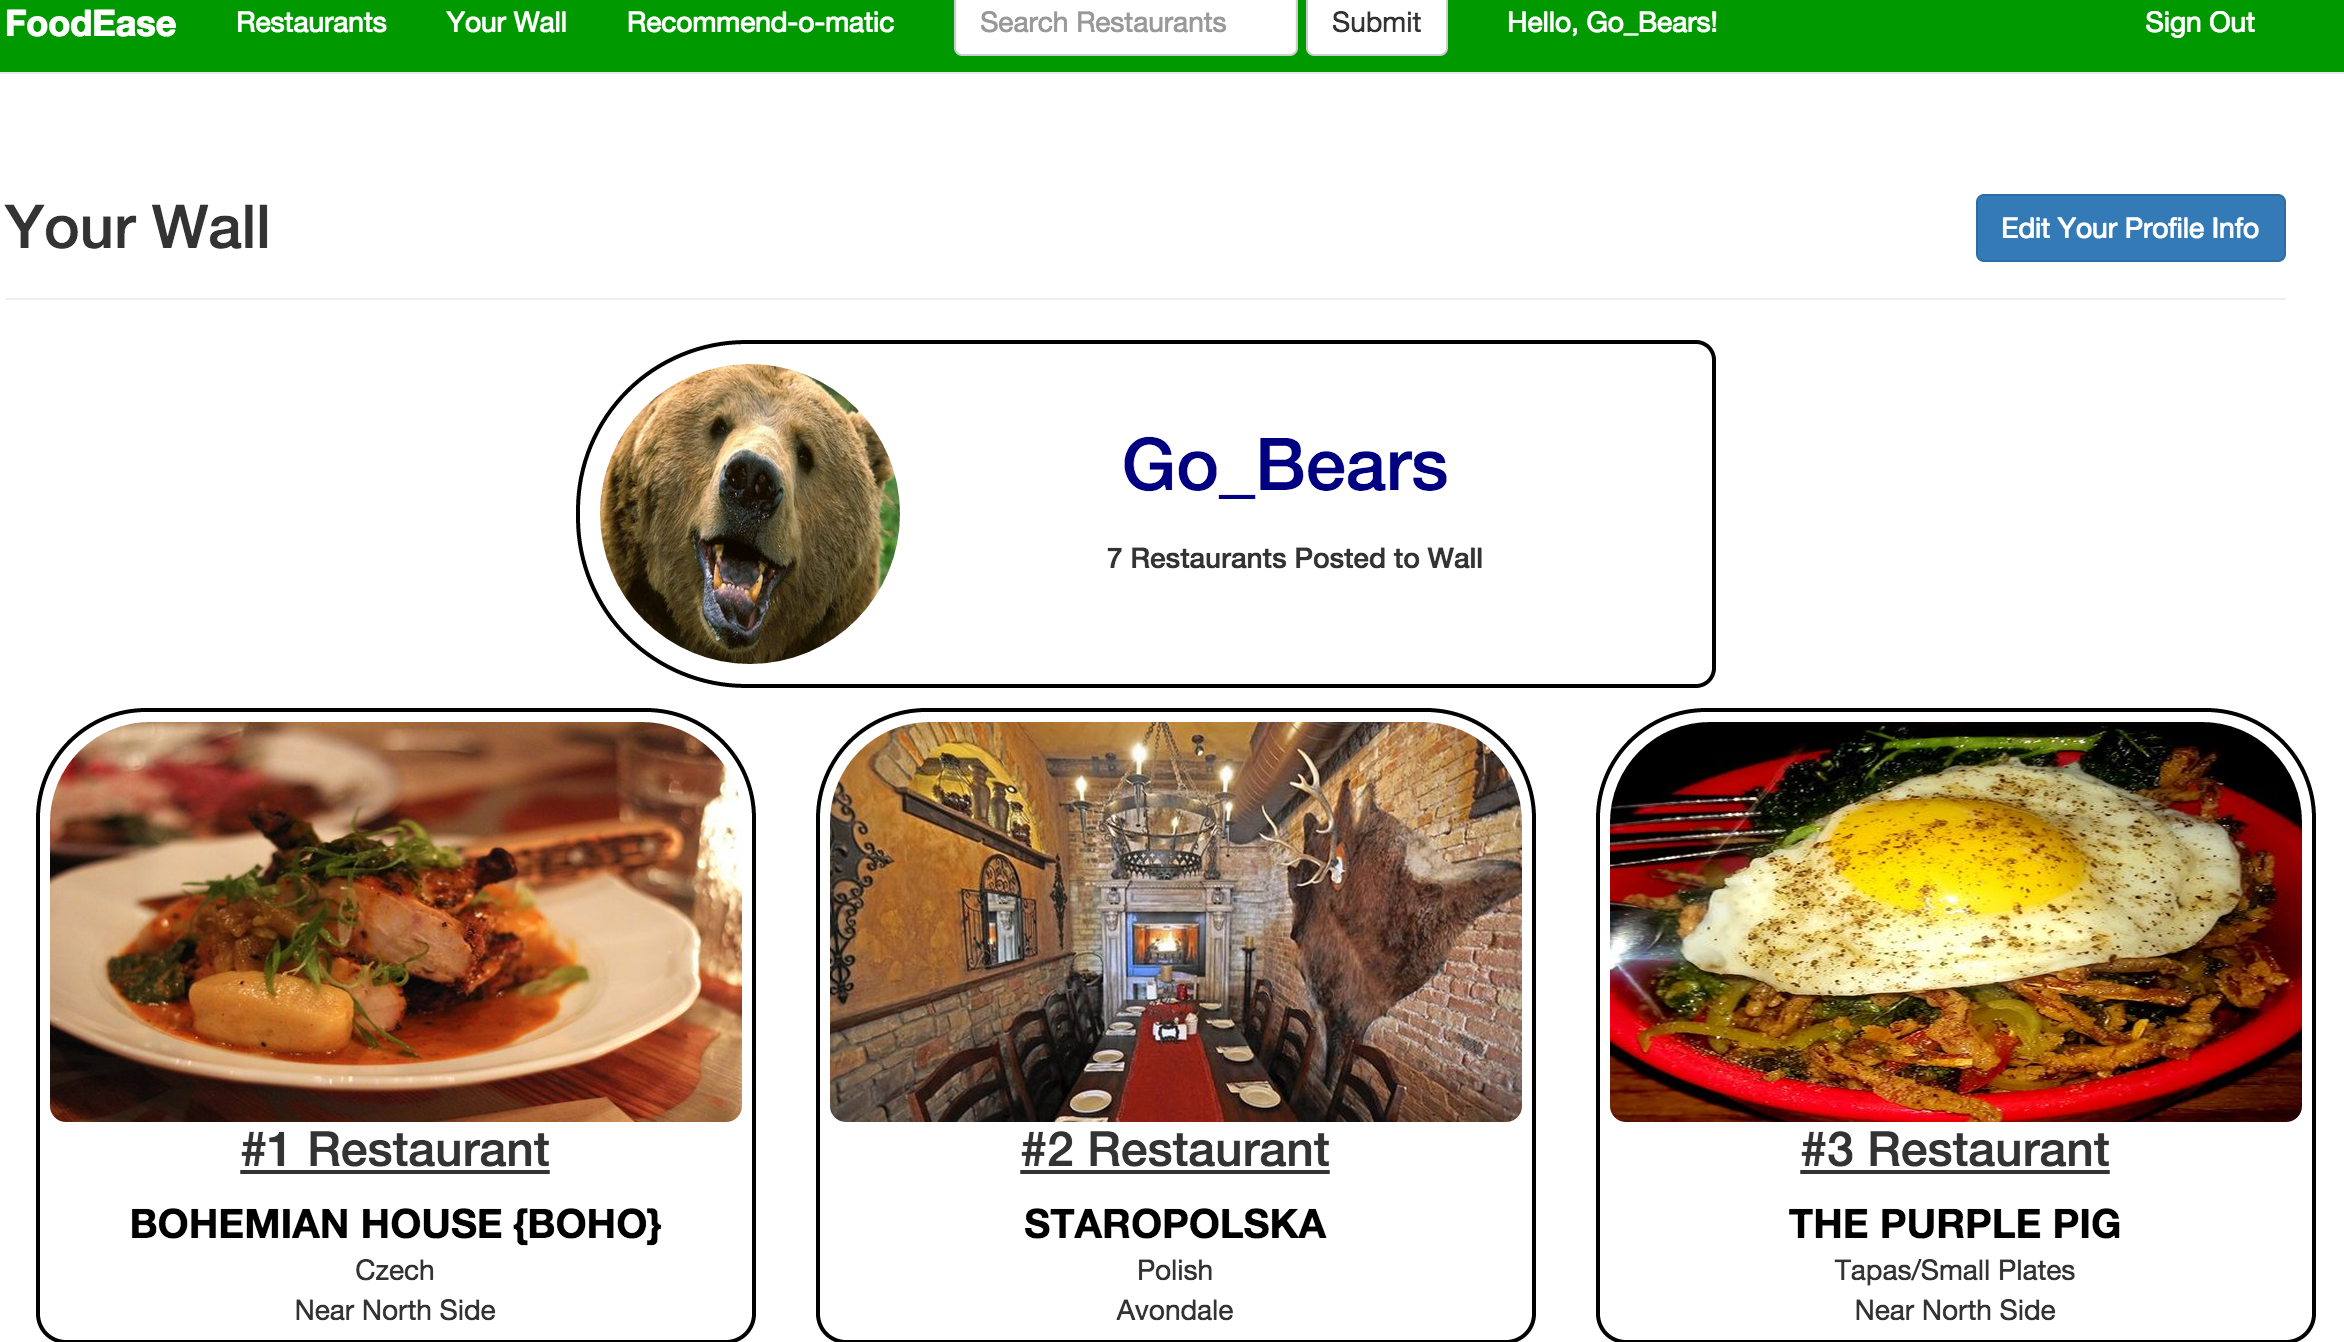 FoodEase Restaurants Your Wall Recommend-o-matic Search Restaurants Submit Hello, Go_Bears! Sign Out
Your Wall
Edit Your Profile Info
Go_Bears
7 Restaurants Posted to Wall
#1 Restaurant
BOHEMIAN HOUSE {BOHO}
Czech
Near North Side
#2 Restaurant
STAROPOLSKA
Polish
Avondale
#3 Restaurant
THE PURPLE PIG
Tapas/Small Plates
Near North Side